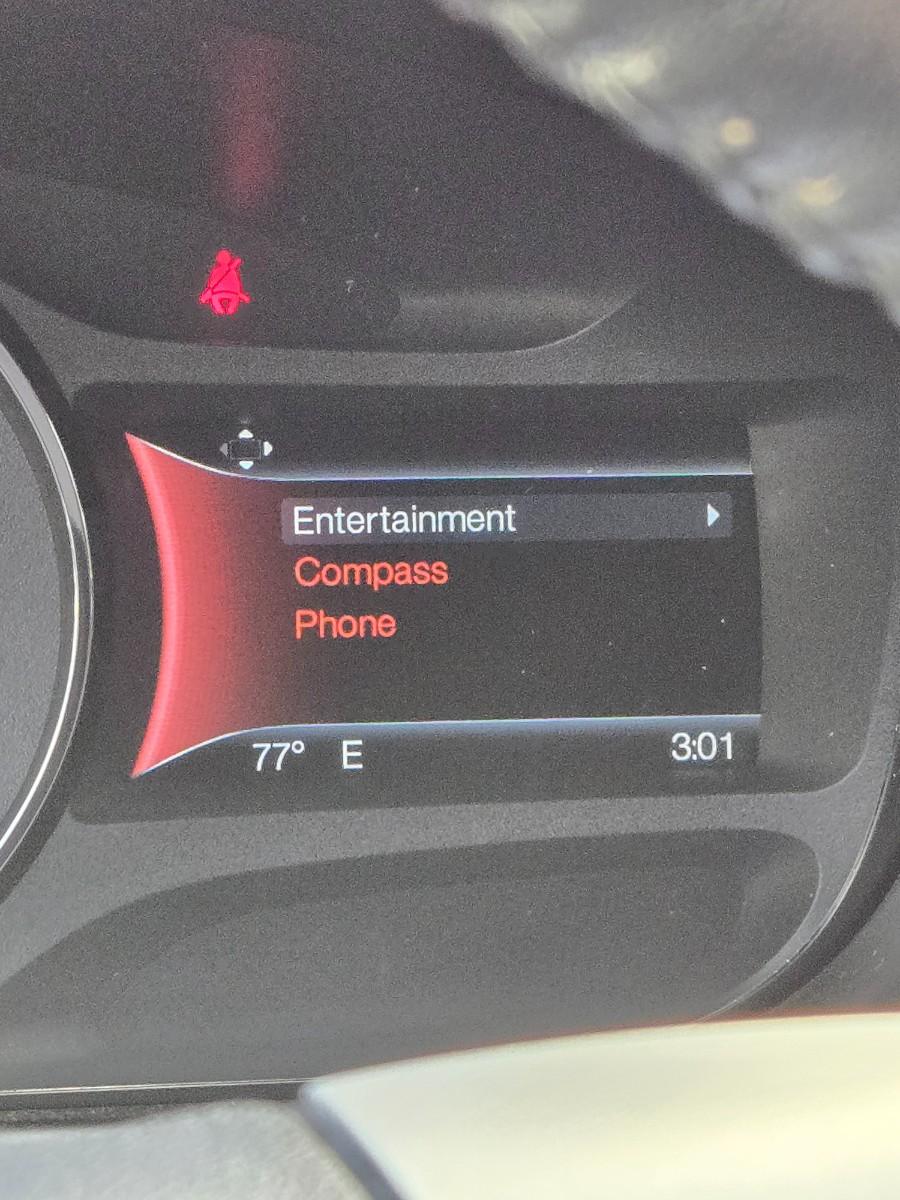 Entertainment
Compass
Phone
77° E 3:01